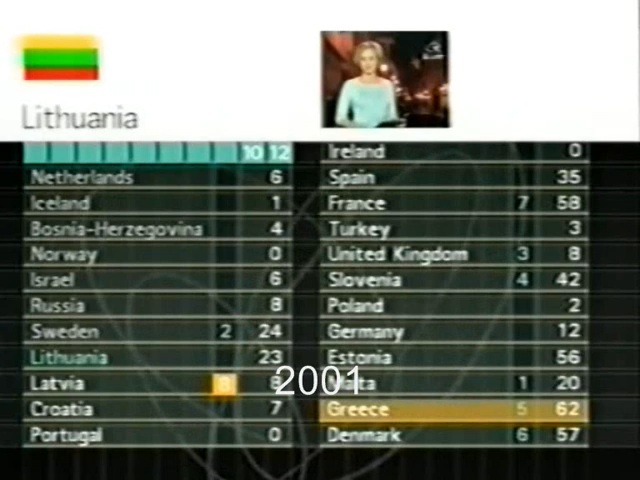 Lithuania
10 12
Netherlands 6
Iceland 1
Bosnia-Herzegovina 4
Norway 0
Israel 6
Russia 8
Sweden 2 24
Lithuania 23
Latvia 8 8
Croatia 7
Portugal 0
Ireland 0
Spain 35
France 7 58
Turkey 3
United Kingdom 3 8
Slovenia 4 42
Poland 2
Germany 12
Estonia 56
Malta 1 20
Greece 5 62
Denmark 6 57
2001